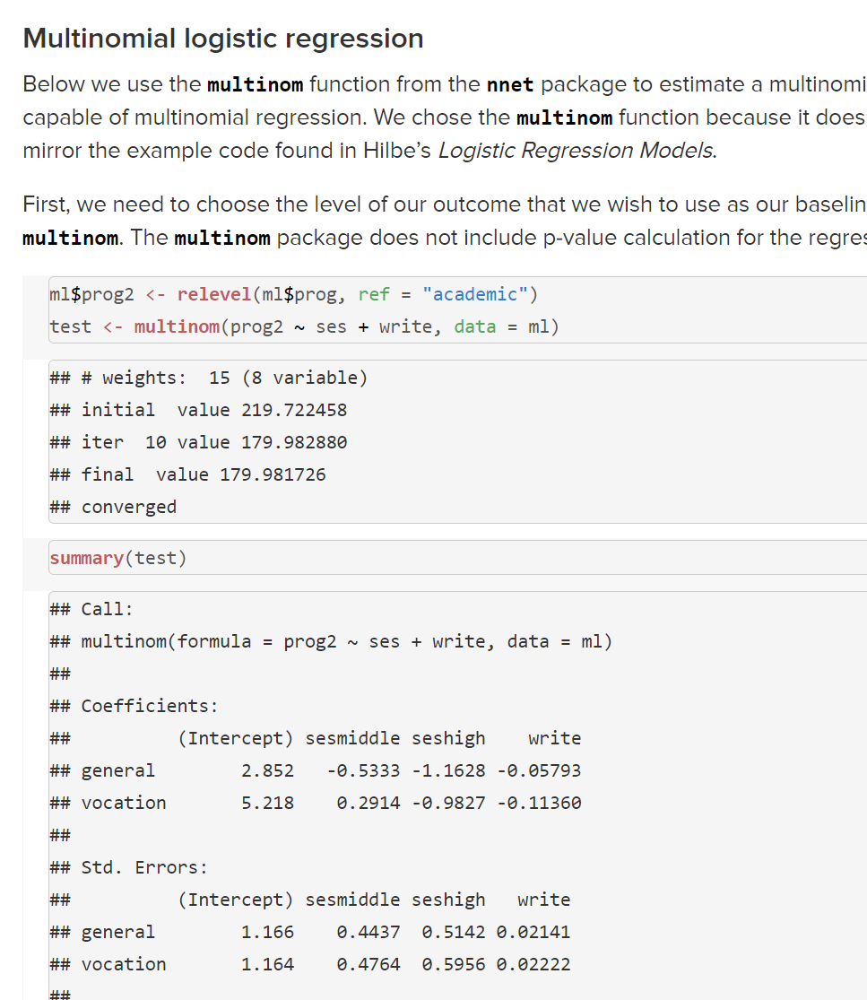 Multinomial logistic regression
Below we use the multinom function from the nnet package to estimate a multinomi
capable of multinomial regression. We chose the multinom function because it does
mirror the example code found in Hilbe’s Logistic Regression Models.
First, we need to choose the level of our outcome that we wish to use as our baselin
multinom. The multinom package does not include p-value calculation for the regres
ml$prog2 <- relevel(ml$prog, ref = "academic")
test <- multinom(prog2 ~ ses + write, data = ml)
## # weights:  15 (8 variable)
## initial  value 219.722458
## iter  10 value 179.982880
## final  value 179.981726
## converged
summary(test)
## Call:
## multinom(formula = prog2 ~ ses + write, data = ml)
##
## Coefficients:
##          (Intercept) sesmiddle seshigh    write
## general        2.852   -0.5333 -1.1628 -0.05793
## vocation       5.218    0.2914 -0.9827 -0.11360
##
## Std. Errors:
##          (Intercept) sesmiddle seshigh   write
## general        1.166    0.4437  0.5142 0.02141
## vocation       1.164    0.4764  0.5956 0.02222
##